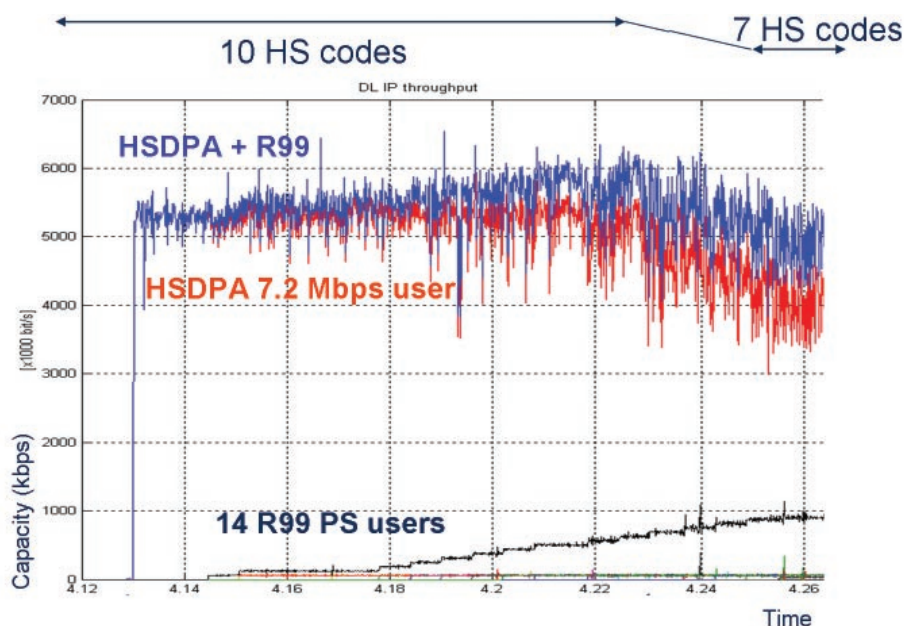 10 HS codes
7 HS codes
DL IP throughput
7000
HSDPA + R99
6000
5000
HSDPA 7.2 Mbps user
4000
[x1000 bit/s]
3000
2000
Capacity (kbps)
1000
14 R99 PS users
0
4.12 4.14 4.16 4.18 4.2 4.22 4.24 4.26
Time